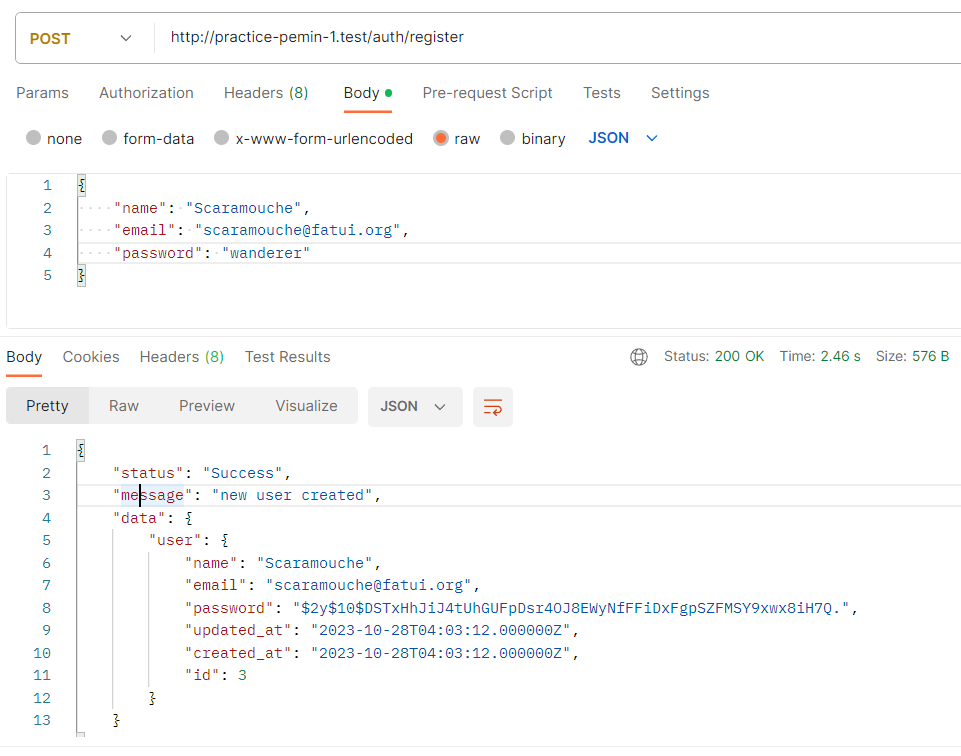 POST http://practice-pemin-1.test/auth/register
Params Authorization Headers (8) Body Pre-request Script Tests Settings
none form-data x-www-form-urlencoded raw binary JSON
1 {
2 "name": "Scaramouche",
3 "email": "scaramouche@fatui.org",
4 "password": "wanderer"
5 }
Body Cookies Headers (8) Test Results Status: 200 OK Time: 2.46 s Size: 576 B
Pretty Raw Preview Visualize JSON
1 {
2 "status": "Success",
3 "message": "new user created",
4 "data": {
5 "user": {
6 "name": "Scaramouche",
7 "email": "scaramouche@fatui.org",
8 "password": "$2y$10$DSTxHhJiJ4tUhGUFpDsr4OJ8EWyNfFFiDxFgpSZFMSY9xwx8iH7Q.",
9 "updated_at": "2023-10-28T04:03:12.000000Z",
10 "created_at": "2023-10-28T04:03:12.000000Z",
11 "id": 3
12 }
13 }